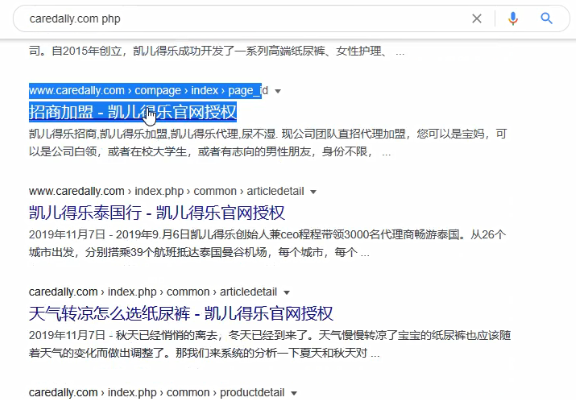 caredally.com php
司。自2015年创立，凯儿得乐成功开发了一系列高端纸尿裤、女性护理、 ...
www.caredally.com › compage › index › page_id
招商加盟 - 凯儿得乐官网授权
凯儿得乐招商,凯儿得乐加盟,凯儿得乐代理,尿不湿. 现公司团队直招代理加盟，您可以是宝妈，可
以是公司白领，或者在校大学生，或者有志向的男性朋友，身份不限， ...
www.caredally.com › index.php › common › articledetail
凯儿得乐泰国行 - 凯儿得乐官网授权
2019年11月7日 - 2019年9.月6日凯儿得乐创始人兼ceo程程带领3000名代理商畅游泰国。从26个
城市出发，分别搭乘39个航班抵达泰国曼谷机场，每个城市，每个 ...
caredally.com › index.php › common › articledetail
天气转凉怎么选纸尿裤 - 凯儿得乐官网授权
2019年11月7日 - 秋天已经悄悄的离去，冬天已经到来了。天气慢慢转凉了宝宝的纸尿裤也应该随
着天气的变化而做出调整了。那我们来系统的分析一下夏天和秋天对 ...
caredally.com › index.php › common › productdetail